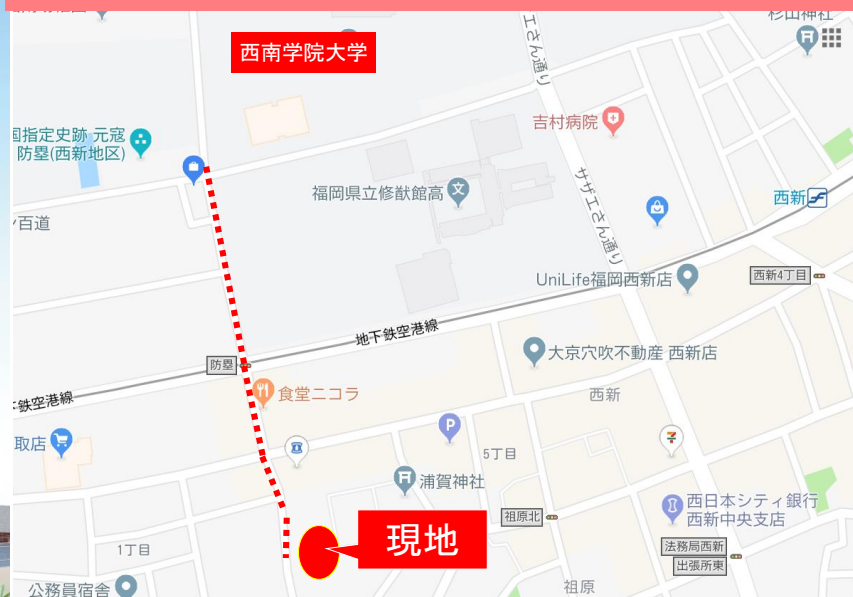 杉山神社
西南学院大学
エさん通り
国指定史跡 元寇
防塁(西新地区)
吉村病院
福岡県立修猷館高
サザエさん通り
西新
百道
UniLife福岡西新店
西新4丁目
地下鉄空港線
大京穴吹不動産 西新店
防塁
食堂ニコラ
西新
鉄空港線
取店
P
5丁目
浦賀神社
祖原北
西日本シティ銀行
西新中央支店
現地
法務局西新
出張所東
1丁目
公務員宿舎
祖原